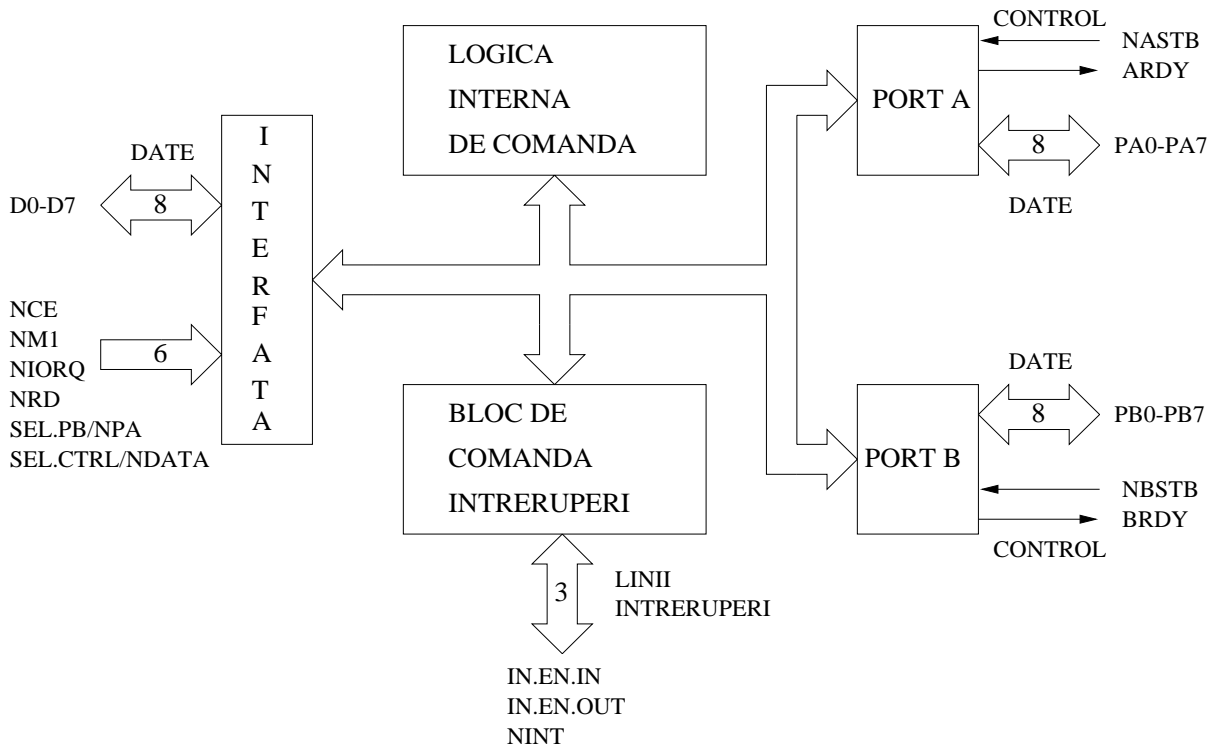 LOGICA
INTERNA
DE COMANDA
CONTROL
NASTB
ARDY
PORT A
8
PA0-PA7
DATE
INTERFATA
DATE
8
D0-D7
NCE
NM1
NIORQ
NRD
SEL.PB/NPA
SEL.CTRL/NDATA
6
BLOC DE
COMANDA
INTRERUPERI
DATE
8
PB0-PB7
PORT B
NBSTB
BRDY
CONTROL
3
LINII
INTRERUPERI
IN.EN.IN
IN.EN.OUT
NINT